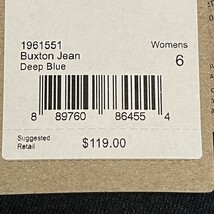 1961551 Womens
Buxton Jean 6
Deep Blue
8 89760 86455 4
Suggested
Retail $119.00